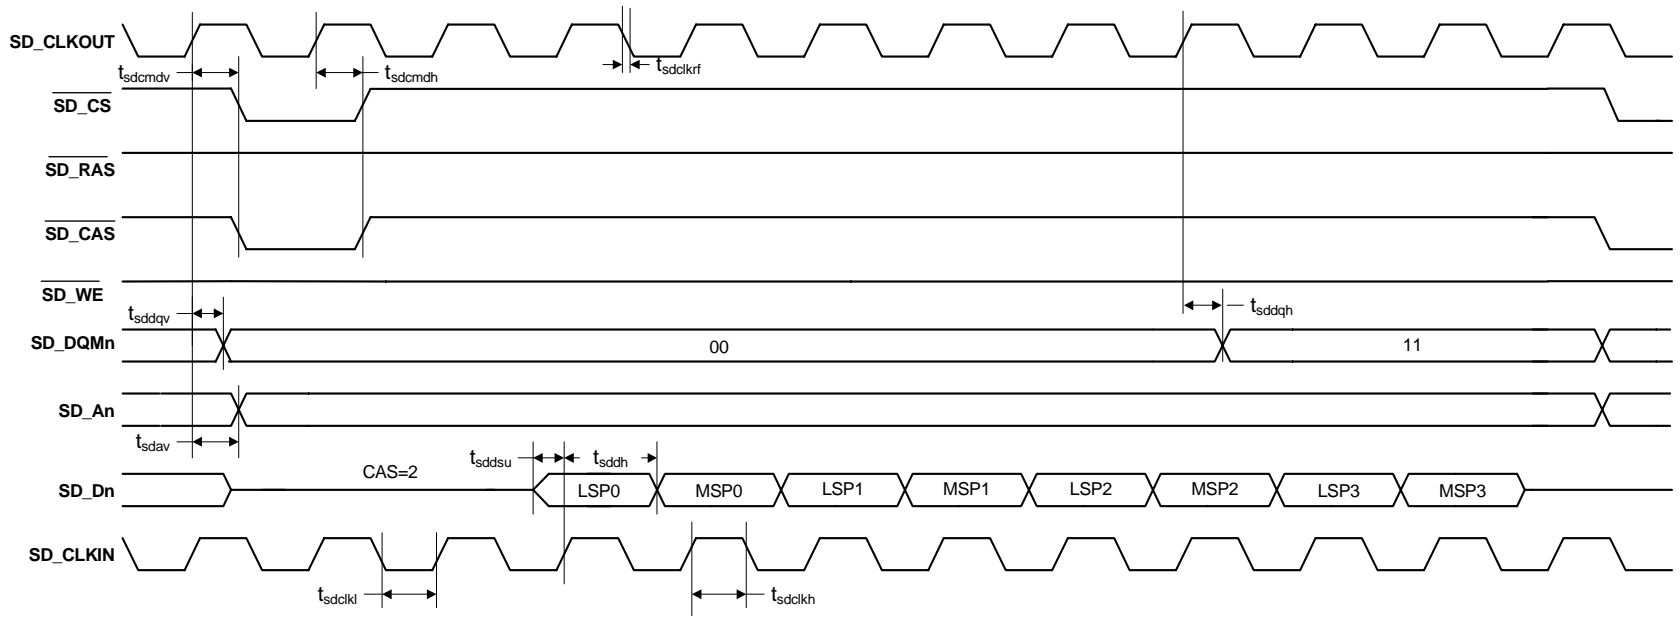 SD_CLKOUT
t_sdcmdv t_sdcmdh t_sdclkrf
SD_CS
SD_RAS
SD_CAS
SD_WE
t_sddqv t_sddqh
SD_DQMn 00 11
SD_An
t_sdav
CAS=2 t_sddsu t_sddh
SD_Dn LSP0 MSP0 LSP1 MSP1 LSP2 MSP2 LSP3 MSP3
SD_CLKIN
t_sdclkl t_sdclkh